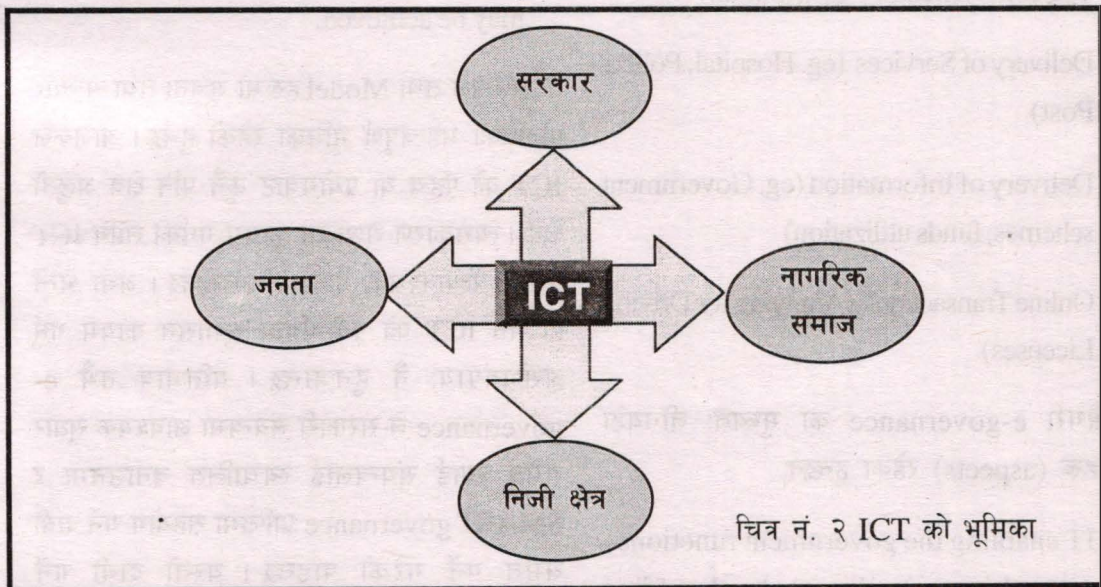 सरकार
जनता
ICT
नागरिक
समाज
निजी क्षेत्र
चित्र नं. २ ICT को भूमिका